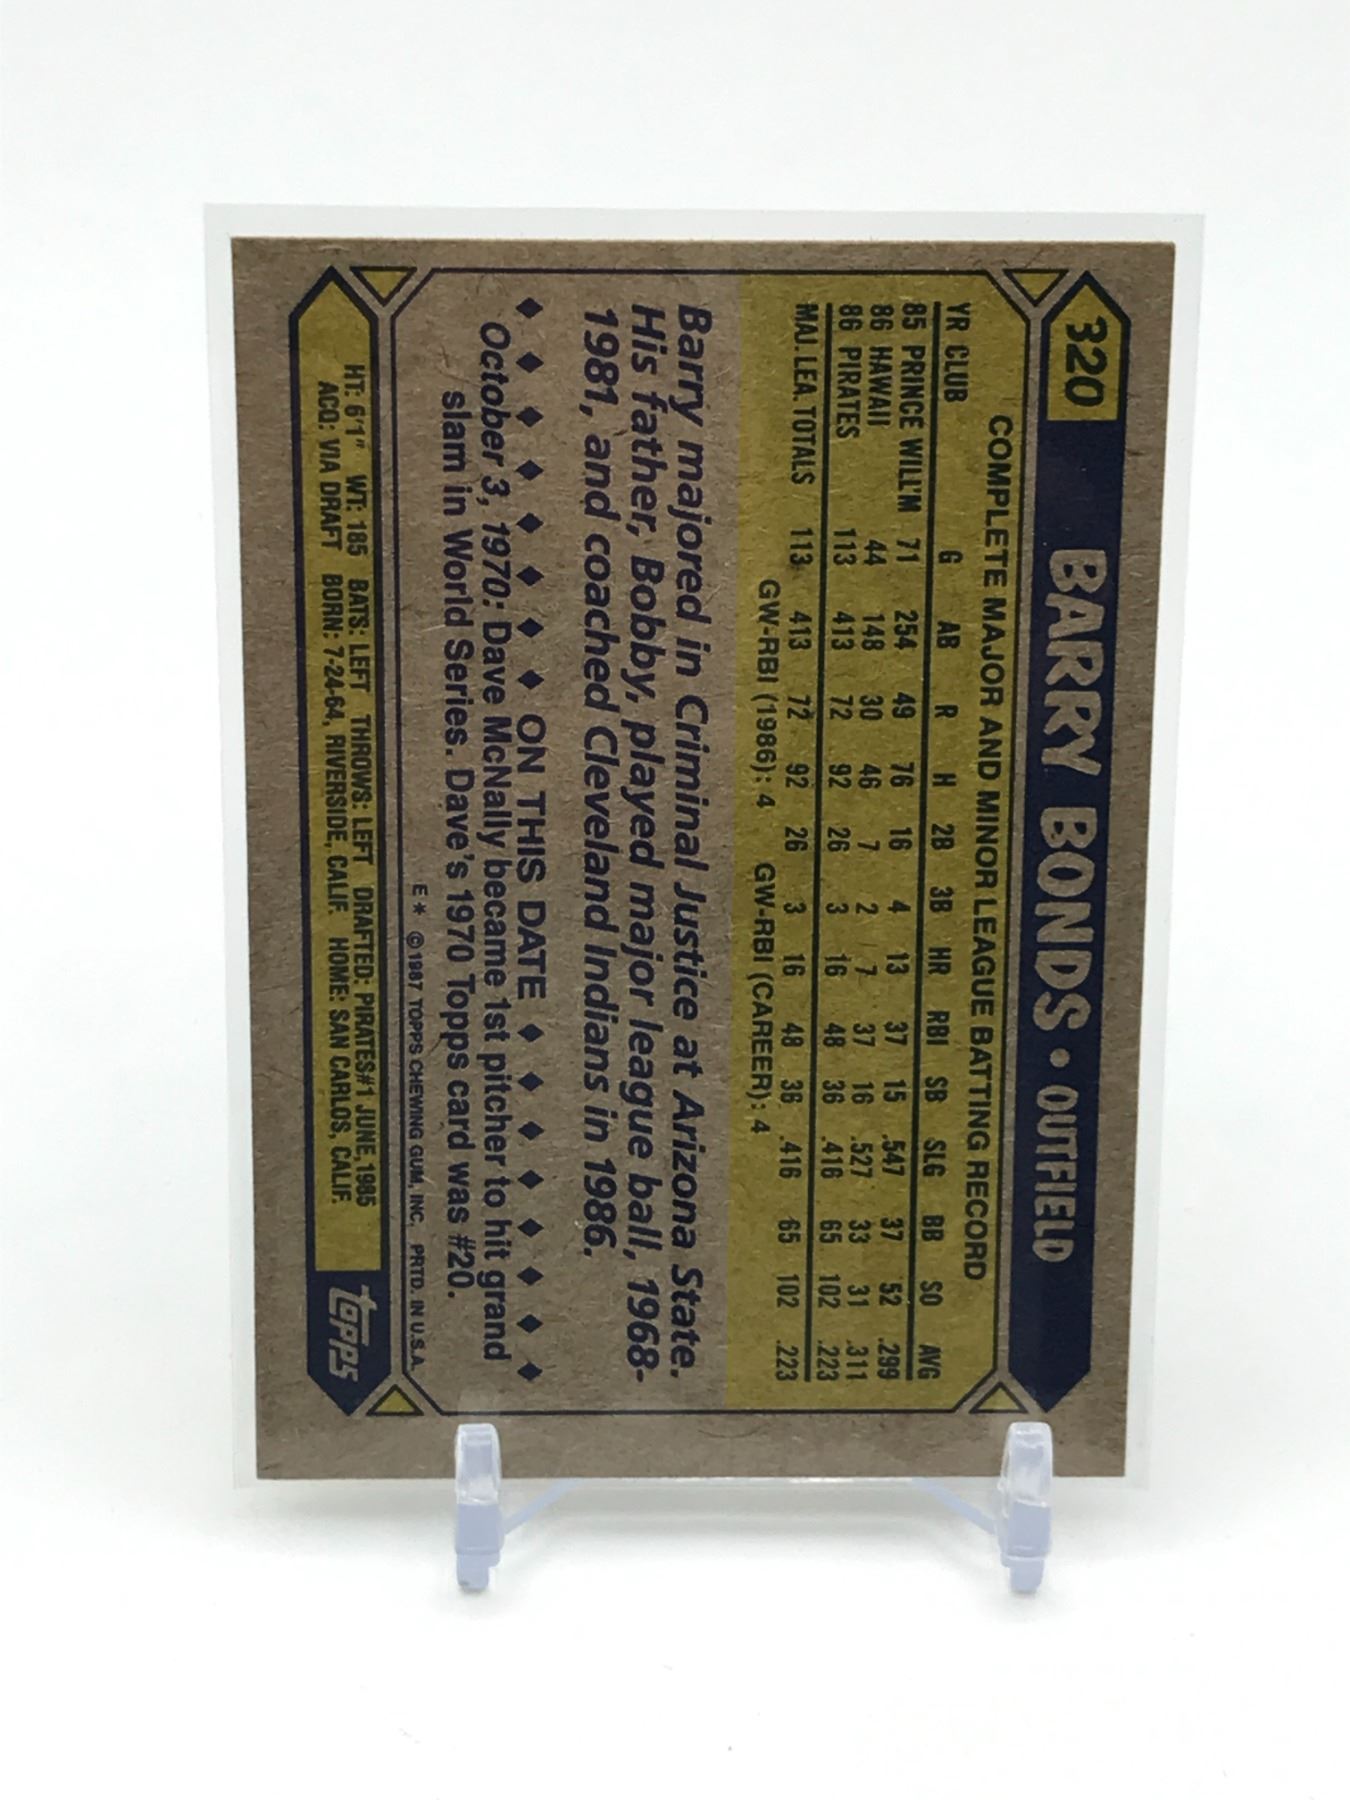 320 BARRY BONDS • OUTFIELD
COMPLETE MAJOR AND MINOR LEAGUE BATTING RECORD
YR CLUB G AB R H 2B 3B HR RBI SB SLG BB SO AVG
85 PRINCE WILL'M 71 254 49 76 16 4 13 37 15 .547 37 52 .299
86 HAWAII 44 148 30 46 7 2 7 37 16 .527 33 31 .311
86 PIRATES 113 413 72 92 26 3 16 48 36 .416 65 102 .223
MAJ. LEA. TOTALS 113 413 72 92 26 3 16 48 36 .416 65 102 .223
GW-RBI (1986): 4 GW-RBI (CAREER): 4
Barry majored in Criminal Justice at Arizona State.
His father, Bobby, played major league ball, 1968-
1981, and coached Cleveland Indians in 1986.
♦ ♦ ♦ ♦ ♦ ♦ ♦ ♦ ON THIS DATE ♦ ♦ ♦ ♦ ♦ ♦ ♦ ♦
October 3, 1970: Dave McNally became 1st pitcher to hit grand
slam in World Series. Dave's 1970 Topps card was #20.
E* ©1987 TOPPS CHEWING GUM, INC. PRTD. IN U.S.A.
HT: 6'1" WT: 185 BATS: LEFT THROWS: LEFT DRAFTED: PIRATES#1 JUNE, 1985
ACQ: VIA DRAFT BORN: 7-24-64, RIVERSIDE, CALIF. HOME: SAN CARLOS, CALIF.
topps